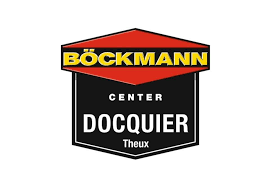 BÖCKMANN
CENTER
DOCQUIER
Theux